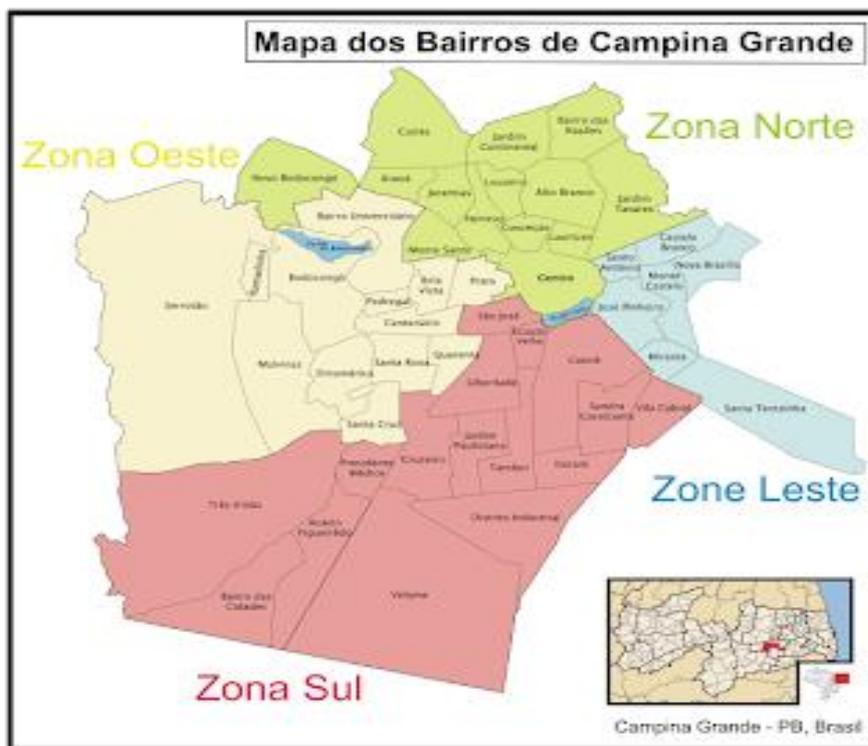 Mapa dos Bairros de Campina Grande
Zona Norte
Zona Oeste
Cuités
Jardim
Continental
Bairro das
Nações
Novo Bodocongó
Araxá
Jeremias
Louzeiro
Alto Branco
Jardim
Tavares
Bairro Universitário
Palmeira
Conceição
Lauritzen
Monte Santo
Castelo
Branco
Nova Brasília
Santo
Antônio
Monte
Castelo
Centro
Bodocongó
Ramadinha
Bela
Vista
Prata
Pedregal
Serrotão
José Pinheiro
São José
Centenário
Estação
Velha
Catolé
Mirante
Malvinas
Dinamérica
Santa Rosa
Quarenta
Liberdade
Santa Terezinha
Sandra
Cavalcante
Vila Cabral
Santa Cruz
Jardim
Paulistano
Presidente
Médici
Cruzeiro
Tambor
Itararé
Zone Leste
Três Irmãs
Acácio
Figueiredo
Distrito Industrial
Bairro das
Cidades
Velame
Zona Sul
Campina Grande - PB, Brasil